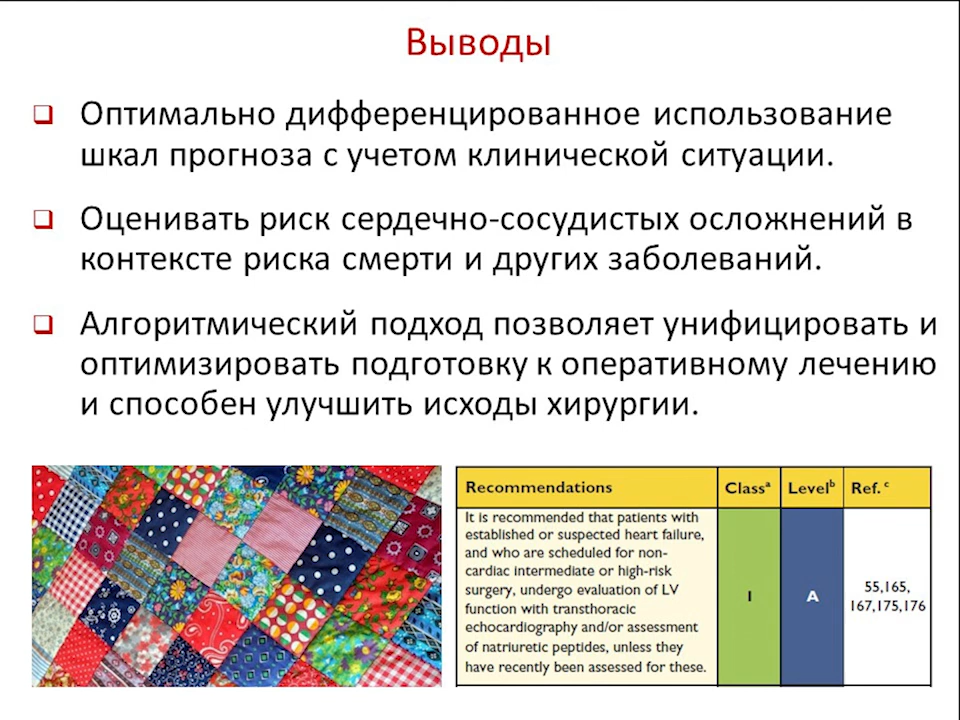 Выводы
Оптимально дифференцированное использование
шкал прогноза с учетом клинической ситуации.
Оценивать риск сердечно-сосудистых осложнений в
контексте риска смерти и других заболеваний.
Алгоритмический подход позволяет унифицировать и
оптимизировать подготовку к оперативному лечению
и способен улучшить исходы хирургии.
Recommendations Classᵃ Levelᵇ Ref. ᶜ
It is recommended that patients with
established or suspected heart failure,
and who are scheduled for non-
cardiac intermediate or high-risk
surgery, undergo evaluation of LV
function with transthoracic
echocardiography and/or assessment
of natriuretic peptides, unless they
have recently been assessed for these.
I
A
55,165,
167,175,176